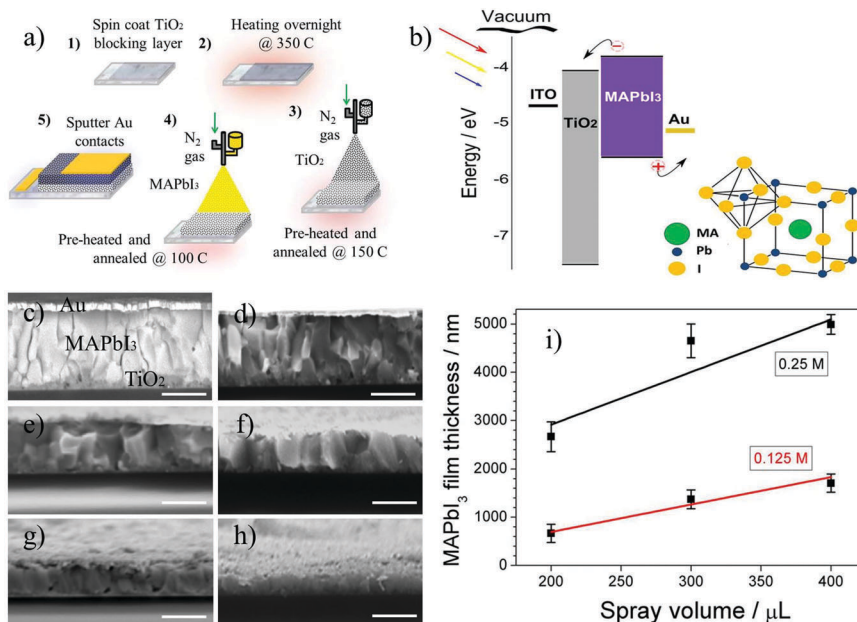 a)
Spin coat TiO₂
1) blocking layer
Heating overnight
2) @ 350 C
3)
N₂
gas
TiO₂
Pre-heated and
annealed @ 150 C
4)
N₂
gas
MAPbI₃
Pre-heated and
annealed @ 100 C
5) Sputter Au
contacts
b)
Vacuum
Energy / eV
-4
-5
-6
-7
ITO
TiO₂
MAPbI₃
Au
−
+
MA
Pb
I
c)
Au
MAPbI₃
TiO₂
d)
e)
f)
g)
h)
i)
MAPbI₃ film thickness / nm
5000
4000
3000
2000
1000
0
0.25 M
0.125 M
200
250
300
350
400
Spray volume / µL